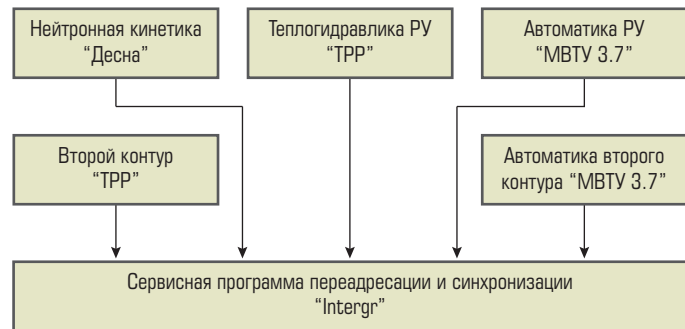 Нейтронная кинетика
“Десна”
Теплогидравлика РУ
“ТРР”
Автоматика РУ
“МВТУ 3.7”
Второй контур
“ТРР”
Автоматика второго
контура “МВТУ 3.7”
Сервисная программа переадресации и синхронизации
“Intergr”